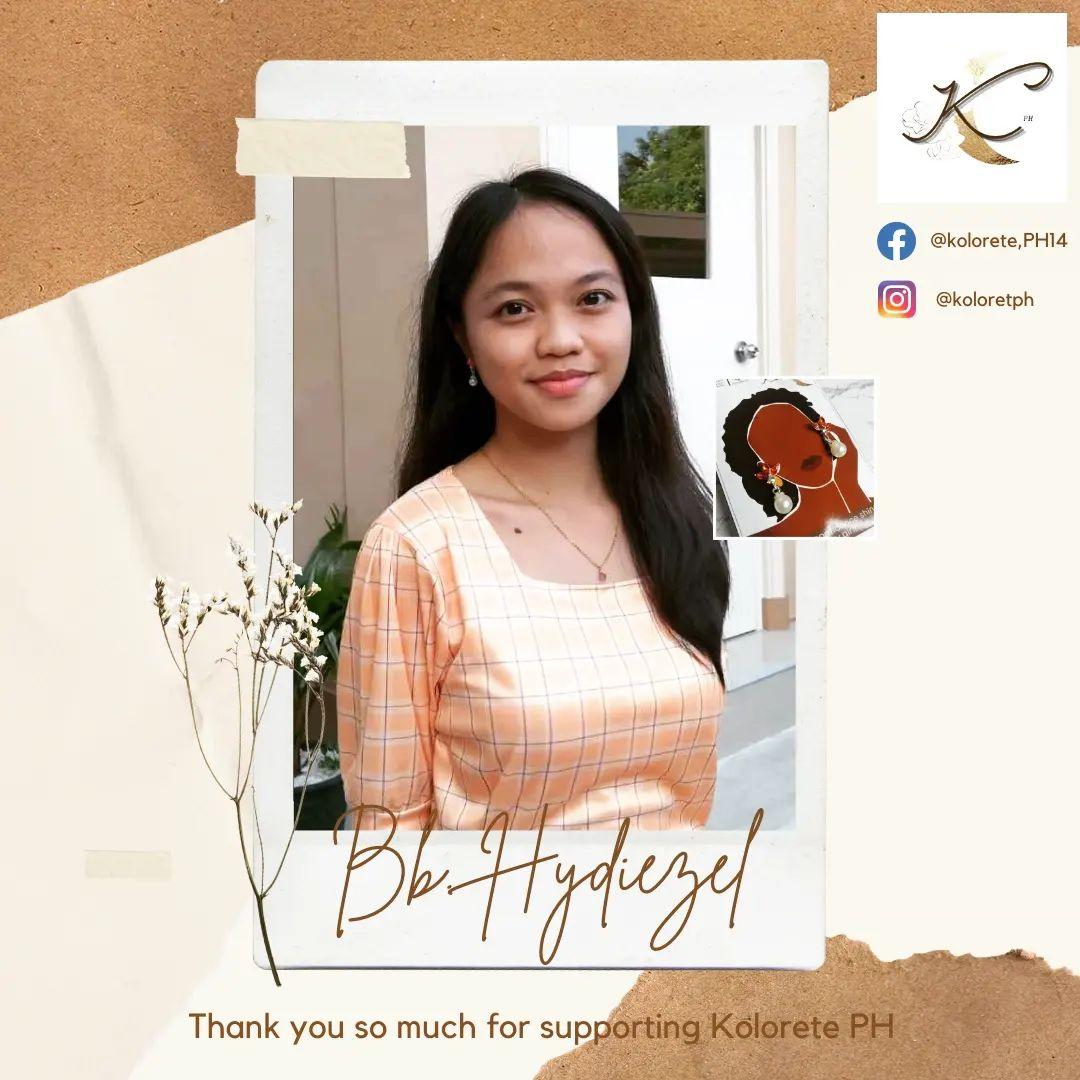 K PH
@kolorete,PH14
@koloretph
Bb.Hydiezel
Thank you so much for supporting Kolorete PH